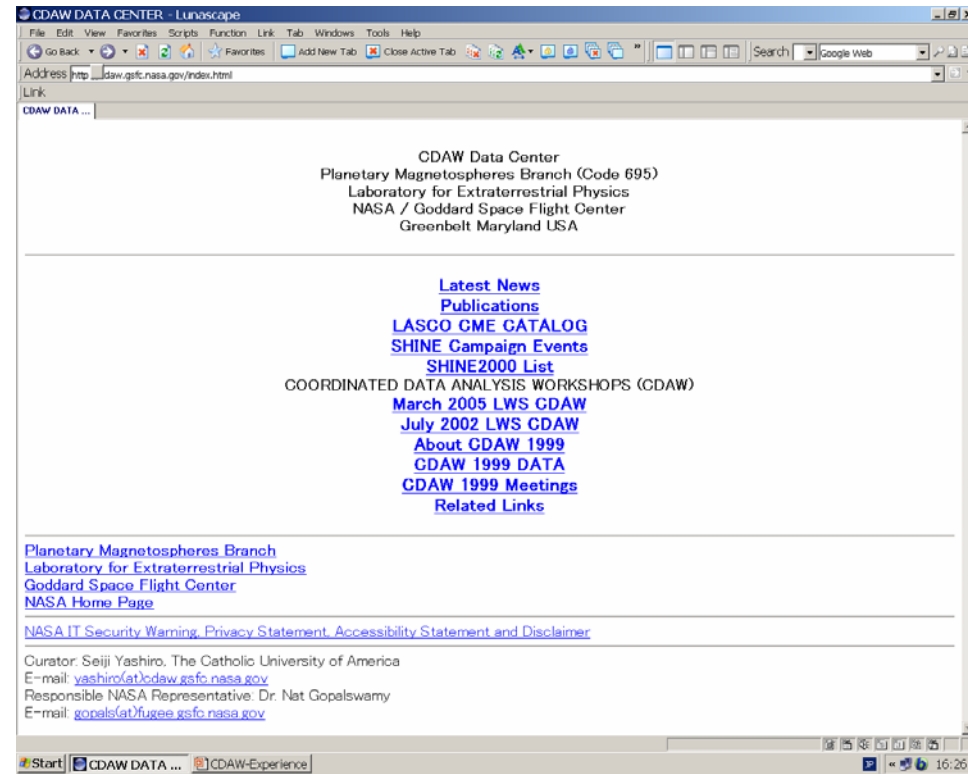 CDAW DATA CENTER - Lunascape
File Edit View Favorites Scripts Function Link Tab Windows Tools Help
Go Back Favorites Add New Tab Close Active Tab Search Google Web
Address http daw.gsfc.nasa.gov/index.html
Link
CDAW DATA ...
CDAW Data Center
Planetary Magnetospheres Branch (Code 695)
Laboratory for Extraterrestrial Physics
NASA / Goddard Space Flight Center
Greenbelt Maryland USA
Latest News
Publications
LASCO CME CATALOG
SHINE Campaign Events
SHINE2000 List
COORDINATED DATA ANALYSIS WORKSHOPS (CDAW)
March 2005 LWS CDAW
July 2002 LWS CDAW
About CDAW 1999
CDAW 1999 DATA
CDAW 1999 Meetings
Related Links
Planetary Magnetospheres Branch
Laboratory for Extraterrestrial Physics
Goddard Space Flight Center
NASA Home Page
NASA IT Security Warning, Privacy Statement, Accessibility Statement and Disclaimer
Curator: Seiji Yashiro, The Catholic University of America
E-mail: yashiro(at)cdaw.gsfc.nasa.gov
Responsible NASA Representative: Dr. Nat Gopalswamy
E-mail: gopals(at)fugee.gsfc.nasa.gov
Start CDAW DATA ... CDAW-Experience JP 16:26